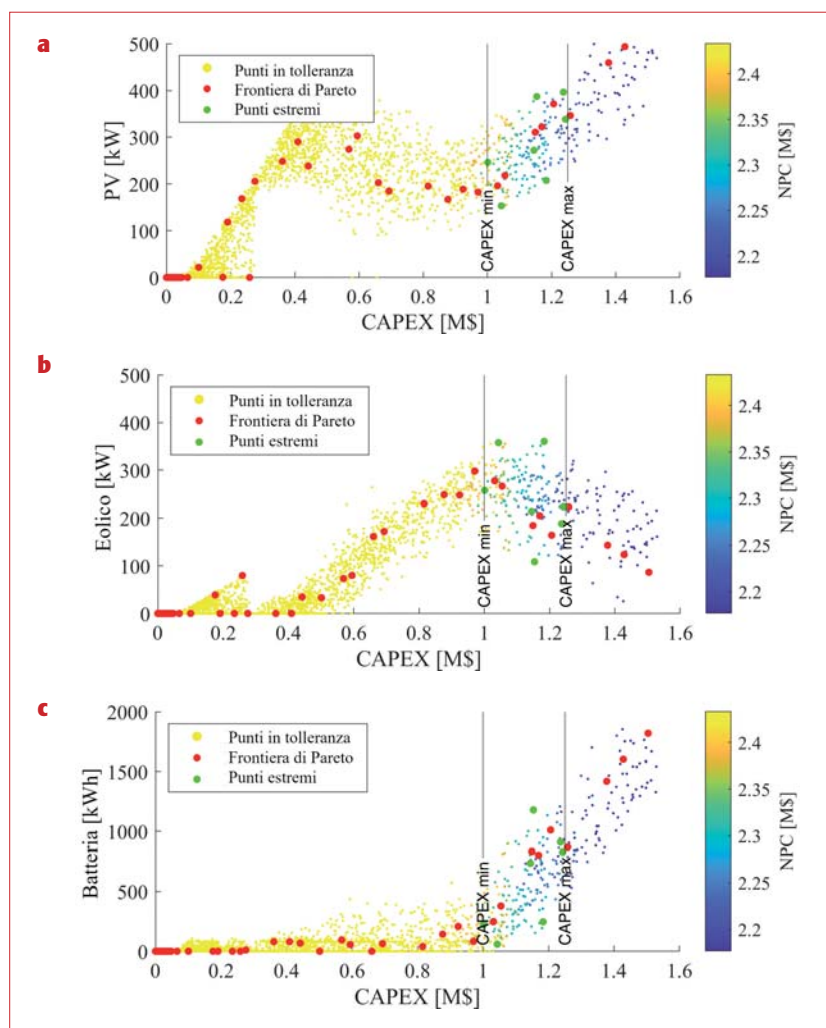 a
500
400
300
200
100
0
PV [kW]
Punti in tolleranza
Frontiera di Pareto
Punti estremi
CAPEX min
CAPEX max
0
0.2
0.4
0.6
0.8
1
1.2
1.4
1.6
CAPEX [M$]
2.4
2.35
2.3
2.25
2.2
NPC [M$]
b
500
400
300
200
100
0
Eolico [kW]
Punti in tolleranza
Frontiera di Pareto
Punti estremi
CAPEX min
CAPEX max
0
0.2
0.4
0.6
0.8
1
1.2
1.4
1.6
CAPEX [M$]
2.4
2.35
2.3
2.25
2.2
NPC [M$]
c
2000
1500
1000
500
0
Batteria [kWh]
Punti in tolleranza
Frontiera di Pareto
Punti estremi
CAPEX min
CAPEX max
0
0.2
0.4
0.6
0.8
1
1.2
1.4
1.6
CAPEX [M$]
2.4
2.35
2.3
2.25
2.2
NPC [M$]